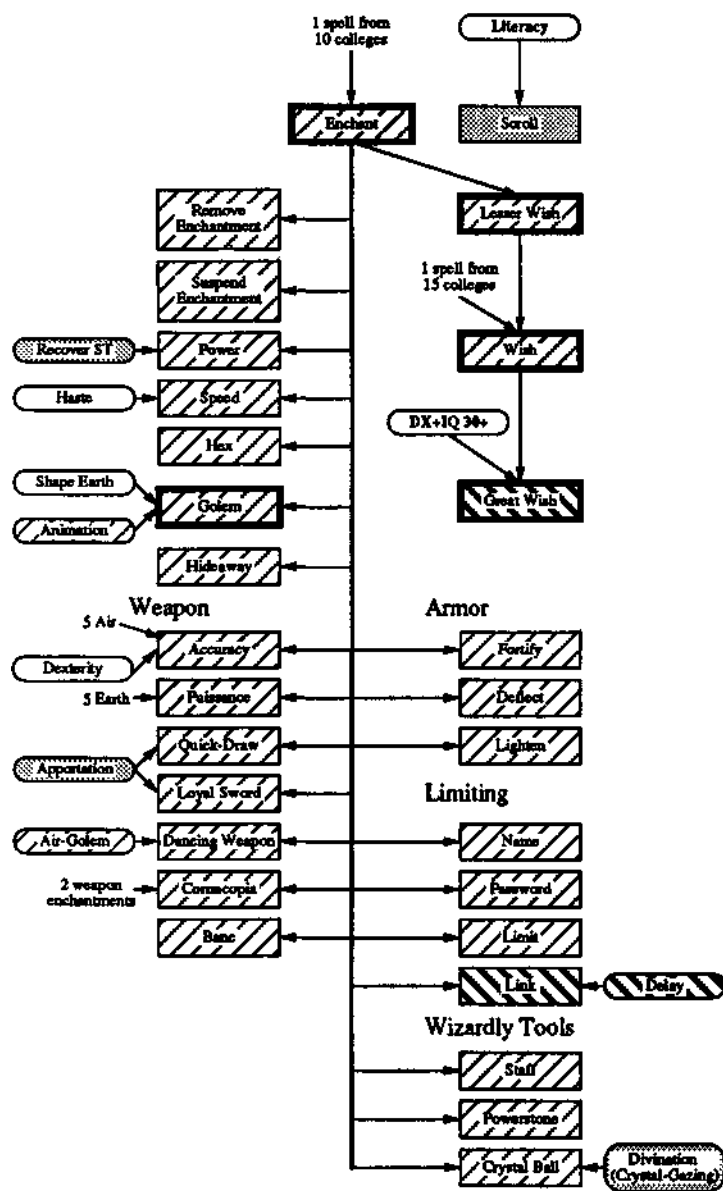 1 spell from
10 colleges
Literacy
Enchant
Scroll
Remove
Enchantment
Lesser Wish
Suspend
Enchantment
1 spell from
15 colleges
Recover ST
Power
Wish
Haste
Speed
DX+IQ 30+
Hex
Shape Earth
Golem
Great Wish
Animation
Hideaway
Weapon
Armor
5 Air
Accuracy
Fortify
Dexterity
5 Earth
Puissance
Deflect
Quick-Draw
Lighten
Apportation
Loyal Sword
Limiting
Air-Golem
Dancing Weapon
Name
2 weapon
enchantments
Cornucopia
Password
Bane
Limit
Link
Delay
Wizardly Tools
Staff
Powerstone
Crystal Ball
Divination
(Crystal-Gazing)